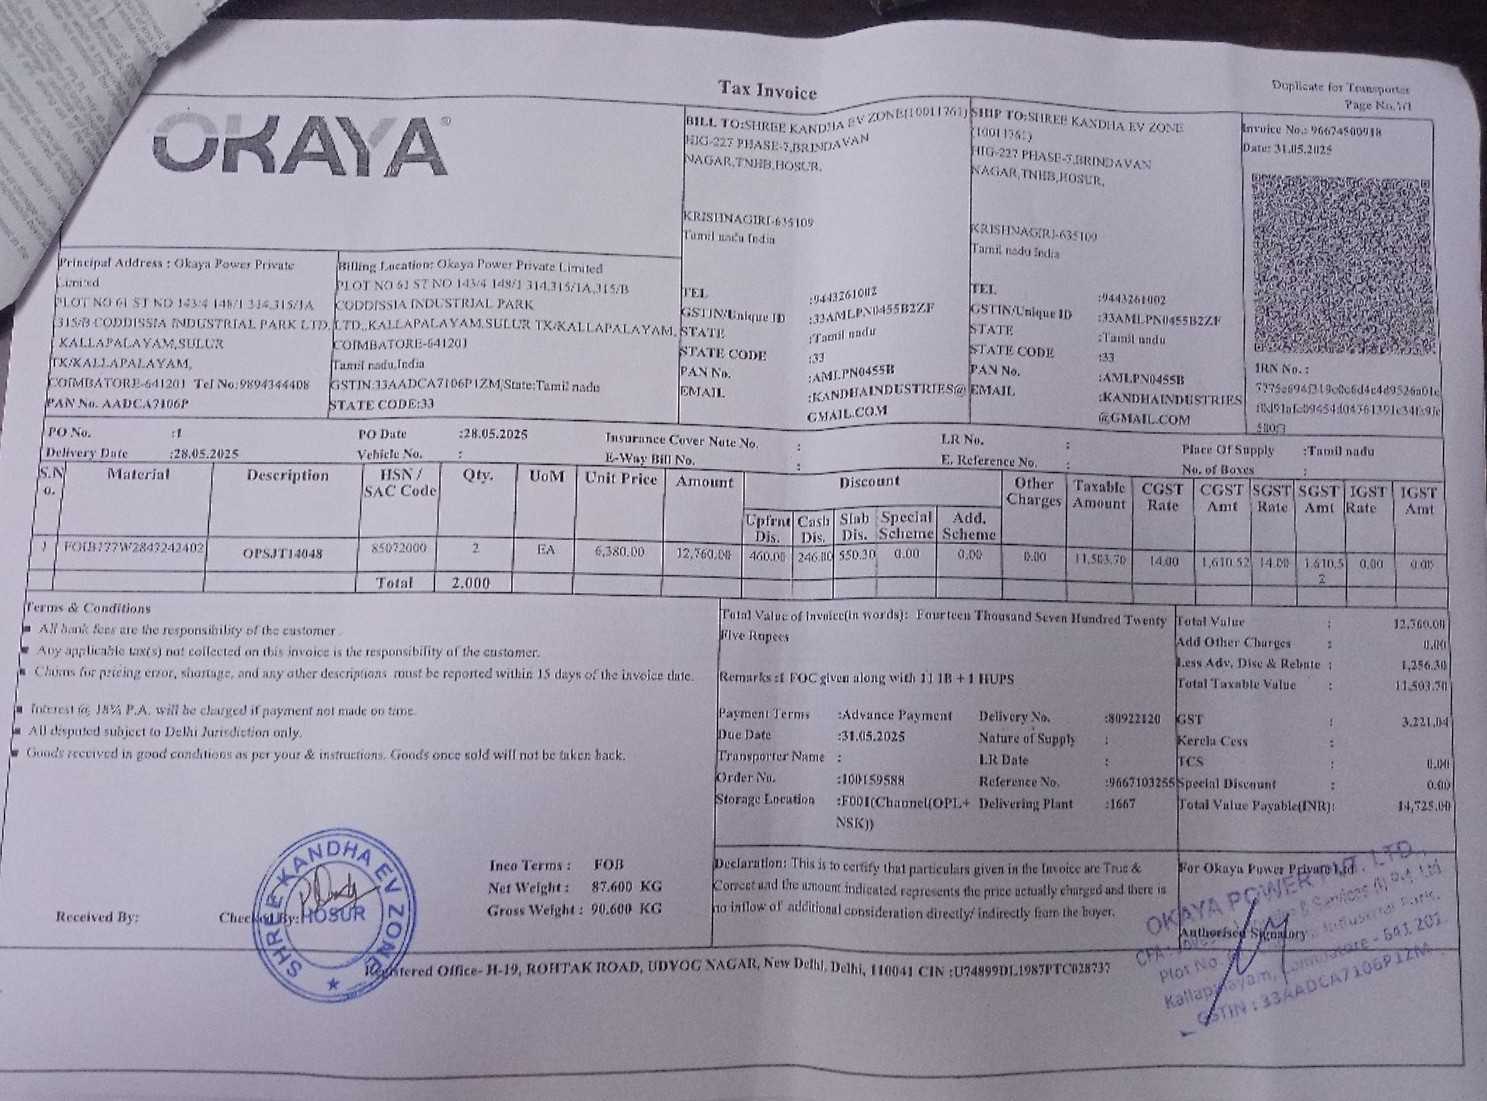 Tax Invoice
Duplicate for Transporter
Page No.1/1
OKAYA®
BILL TO:SHREE KANDHA EV ZONE(10011761)
HIG-227 PHASE-7,BRINDAVAN
NAGAR,TNHB,HOSUR,
KRISHNAGIRI-635109
Tamil nadu India
TEL :9443261002
GSTIN/Unique ID :33AMLPN0455B2ZF
STATE :Tamil nadu
STATE CODE :33
PAN No. :AMLPN0455B
EMAIL :KANDHAINDUSTRIES@
GMAIL.COM
SHIP TO:SHREE KANDHA EV ZONE
(10011761)
HIG-227 PHASE-7,BRINDAVAN
NAGAR,TNHB,HOSUR,
KRISHNAGIRI-635109
Tamil nadu India
TEL :9443261002
GSTIN/Unique ID :33AMLPN0455B2ZF
STATE :Tamil nadu
STATE CODE :33
PAN No. :AMLPN0455B
EMAIL :KANDHAINDUSTRIES
@GMAIL.COM
Invoice No.: 96674500918
Date: 31.05.2025
IRN No. :
Principal Address : Okaya Power Private
Limited
PLOT NO 61 ST NO 143/4 148/1 314,315/1A
315/B CODDISSIA INDUSTRIAL PARK LTD,
KALLAPALAYAM,SULUR
TK/KALLAPALAYAM,
COIMBATORE-641201 Tel No:9894344408
PAN No. AADCA7106P
Billing Location: Okaya Power Private Limited
PLOT NO 61 ST NO 143/4 148/1 314,315/1A,315/B
CODDISSIA INDUSTRIAL PARK
LTD,,KALLAPALAYAM,SULUR TK/KALLAPALAYAM,
COIMBATORE-641201
Tamil nadu,India
GSTIN:33AADCA7106P1ZM,State:Tamil nadu
STATE CODE:33
PO No. :1 PO Date :28.05.2025 Insurance Cover Note No. : LR No. : Place Of Supply :Tamil nadu
Delivery Date :28.05.2025 Vehicle No. : E-Way Bill No. : E. Reference No. : No. of Boxes :
S.N o. Material Description HSN / SAC Code Qty. UoM Unit Price Amount Discount Other Charges Taxable Amount CGST Rate CGST Amt SGST Rate SGST Amt IGST Rate IGST Amt
Upfrnt Dis. Cash Dis. Slab Dis. Special Scheme Add. Scheme
1 FOIB777W2847242402 OPSJT14048 85072000 2 EA 6,380.00 12,760.00 460.00 246.00 550.30 0.00 0.00 0.00 11,503.70 14.00 1,610.52 14.00 1,610.52 0.00 0.00
Total 2.000
Terms & Conditions
■ All bank fees are the responsibility of the customer.
■ Any applicable tax(s) not collected on this invoice is the responsibility of the customer.
■ Claims for pricing error, shortage, and any other descriptions must be reported within 15 days of the invoice date.
■ Interest @ 18% P.A. will be charged if payment not made on time.
■ All disputed subject to Delhi Jurisdiction only.
■ Goods received in good conditions as per your & instructions. Goods once sold will not be taken back.
Total Value of Invoice(in words): Fourteen Thousand Seven Hundred Twenty
Five Rupees
Remarks :1 FOC given along with 11 IB + 1 HUPS
Payment Terms :Advance Payment Delivery No. :80922120
Due Date :31.05.2025 Nature of Supply :
Transporter Name : LR Date :
Order No. :100159588 Reference No. :9667103255
Storage Location :F001(Channel(OPL+ Delivering Plant :1667
NSK))
Total Value : 12,760.00
Add Other Charges : 0.00
Less Adv, Disc & Rebate : 1,256.30
Total Taxable Value : 11,503.70
GST : 3,221.04
Kerela Cess :
TCS : 0.00
Special Discount : 0.00
Total Value Payable(INR): 14,725.00
Inco Terms : FOB
Net Weight : 87.600 KG
Gross Weight : 90.600 KG
Received By:
Checked By:
SHREE KANDHA EV ZONE
HOSUR
Declaration: This is to certify that particulars given in the Invoice are True &
Correct and the amount indicated represents the price actually charged and there is
no inflow of additional consideration directly/ indirectly from the buyer.
For Okaya Power Private Ltd
Authorised Signatory
OKAYA POWER PVT. LTD.,
& Services (I) Pvt. Ltd
Industrial Park,
Plot No
Kallapalayam, Coimbatore - 641 201
GSTIN : 33AADCA7106P1ZM
Registered Office- H-19, ROHTAK ROAD, UDYOG NAGAR, New Delhi, Delhi, 110041 CIN :U74899DL1987PTC028737